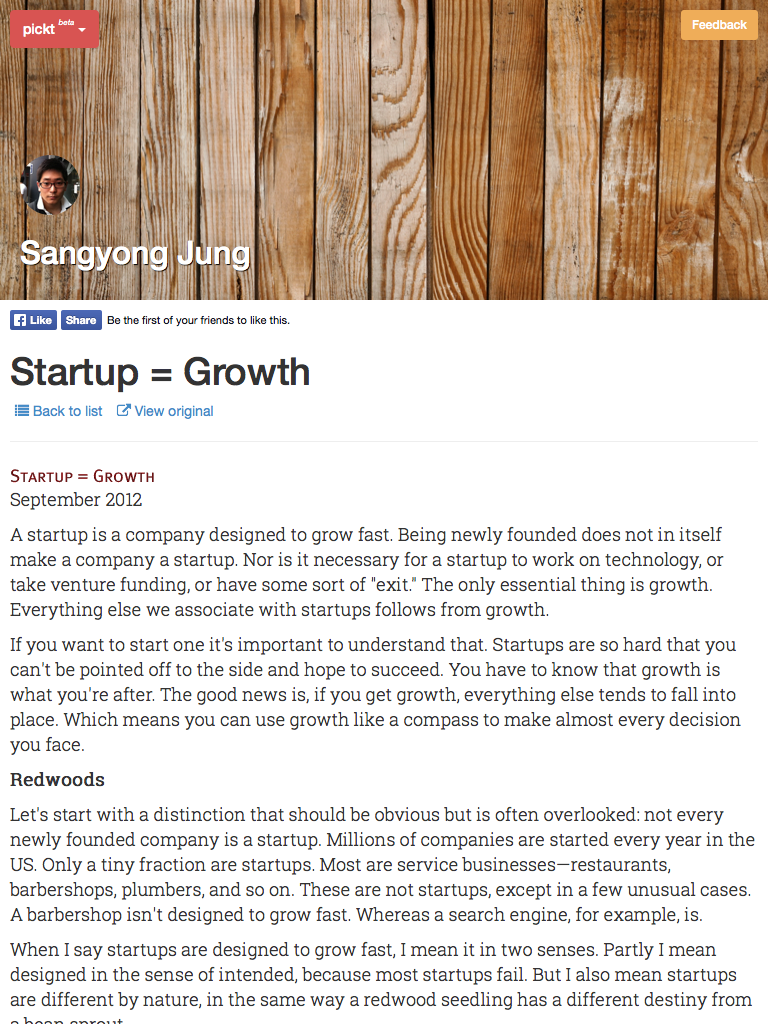 pickt beta
Feedback
Sangyong Jung
Like Share Be the first of your friends to like this.
Startup = Growth
Back to list View original
Startup = Growth
September 2012
A startup is a company designed to grow fast. Being newly founded does not in itself
make a company a startup. Nor is it necessary for a startup to work on technology, or
take venture funding, or have some sort of "exit." The only essential thing is growth.
Everything else we associate with startups follows from growth.
If you want to start one it's important to understand that. Startups are so hard that you
can't be pointed off to the side and hope to succeed. You have to know that growth is
what you're after. The good news is, if you get growth, everything else tends to fall into
place. Which means you can use growth like a compass to make almost every decision
you face.
Redwoods
Let's start with a distinction that should be obvious but is often overlooked: not every
newly founded company is a startup. Millions of companies are started every year in the
US. Only a tiny fraction are startups. Most are service businesses—restaurants,
barbershops, plumbers, and so on. These are not startups, except in a few unusual cases.
A barbershop isn't designed to grow fast. Whereas a search engine, for example, is.
When I say startups are designed to grow fast, I mean it in two senses. Partly I mean
designed in the sense of intended, because most startups fail. But I also mean startups
are different by nature, in the same way a redwood seedling has a different destiny from
a bean sprout.